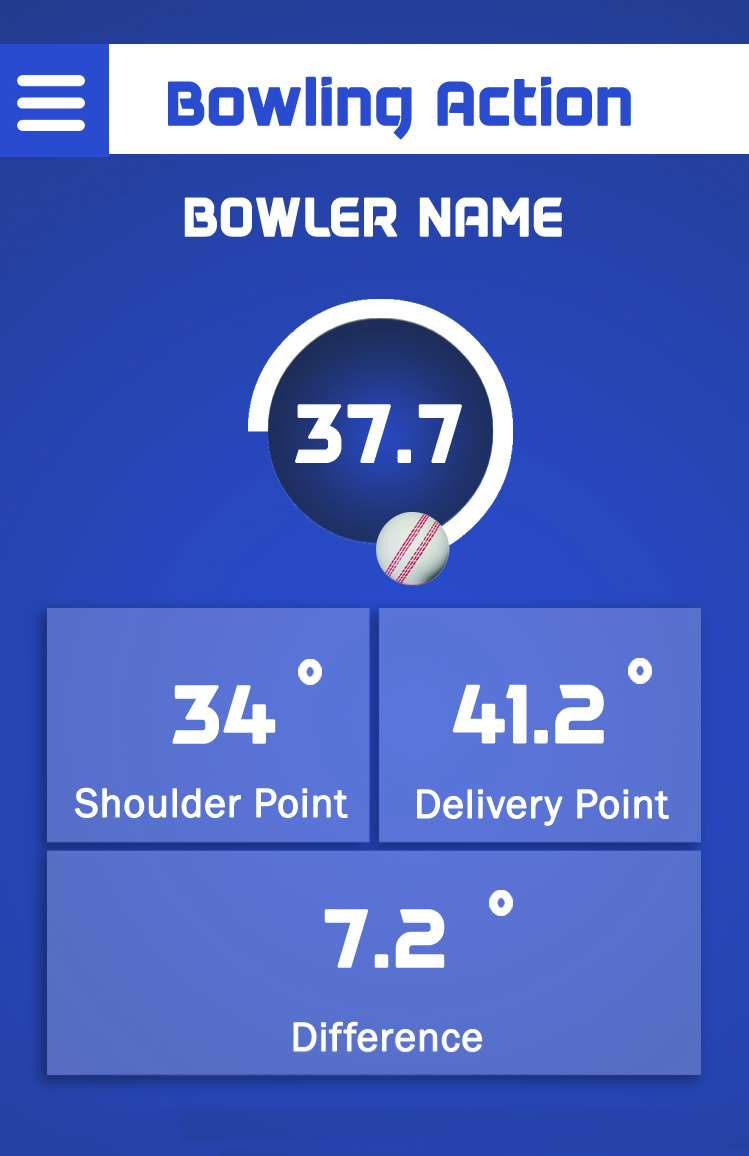 Bowling Action
BOWLER NAME
37.7
34°
Shoulder Point
41.2°
Delivery Point
7.2°
Difference